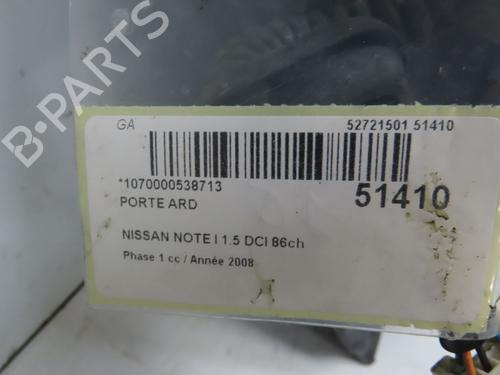 B-PARTS
GA
52721501 51410
*1070000538713
51410
PORTE ARD
NISSAN NOTE I 1.5 DCI 86ch
Phase 1 cc / Année 2008